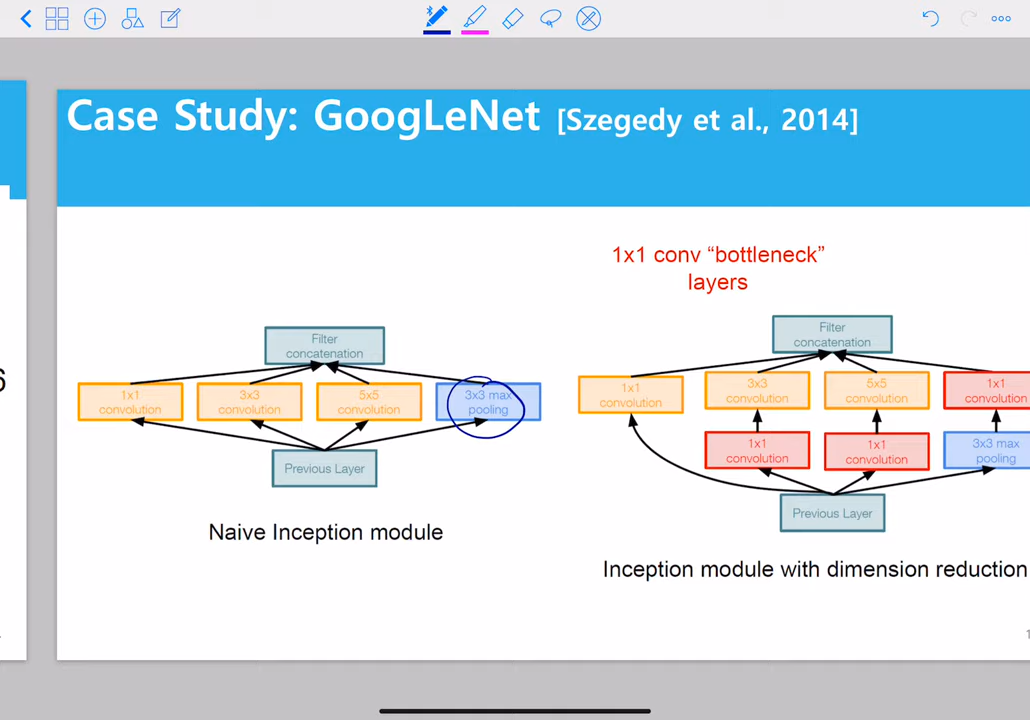 Case Study: GoogLeNet [Szegedy et al., 2014]
1x1 conv “bottleneck”
layers
Filter
concatenation
1x1
convolution
3x3
convolution
5x5
convolution
3x3 max
pooling
Previous Layer
Naive Inception module
Filter
concatenation
1x1
convolution
3x3
convolution
5x5
convolution
1x1
convolution
1x1
convolution
1x1
convolution
3x3 max
pooling
Previous Layer
Inception module with dimension reduction